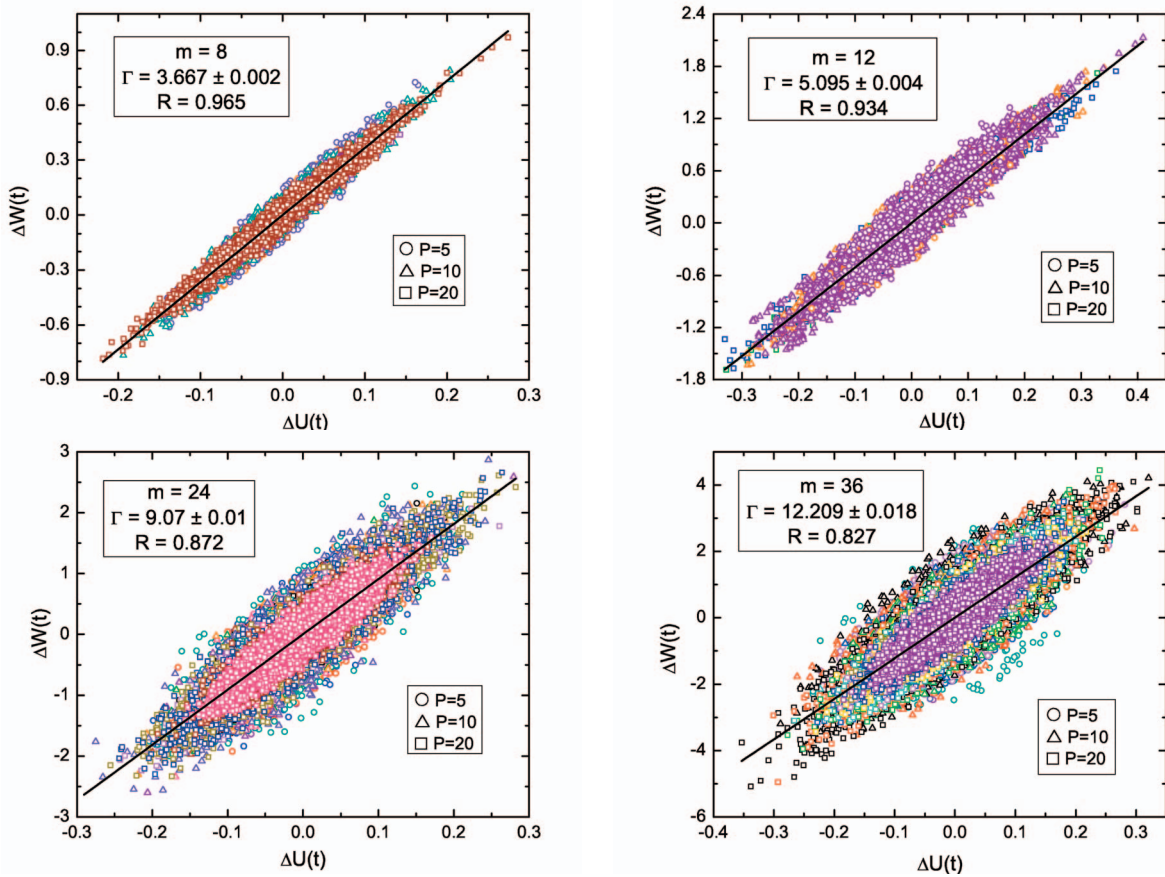 m = 8
Γ = 3.667 ± 0.002
R = 0.965
P=5
P=10
P=20
ΔW(t)
0.9
0.6
0.3
0.0
-0.3
-0.6
-0.9
-0.2
-0.1
0.0
0.1
0.2
0.3
ΔU(t)
m = 12
Γ = 5.095 ± 0.004
R = 0.934
P=5
P=10
P=20
ΔW(t)
2.4
1.8
1.2
0.6
0.0
-0.6
-1.2
-1.8
-0.3
-0.2
-0.1
0.0
0.1
0.2
0.3
0.4
ΔU(t)
m = 24
Γ = 9.07 ± 0.01
R = 0.872
P=5
P=10
P=20
ΔW(t)
3
2
1
0
-1
-2
-3
-0.3
-0.2
-0.1
0.0
0.1
0.2
0.3
ΔU(t)
m = 36
Γ = 12.209 ± 0.018
R = 0.827
P=5
P=10
P=20
ΔW(t)
4
2
0
-2
-4
-6
-0.4
-0.3
-0.2
-0.1
0.0
0.1
0.2
0.3
ΔU(t)